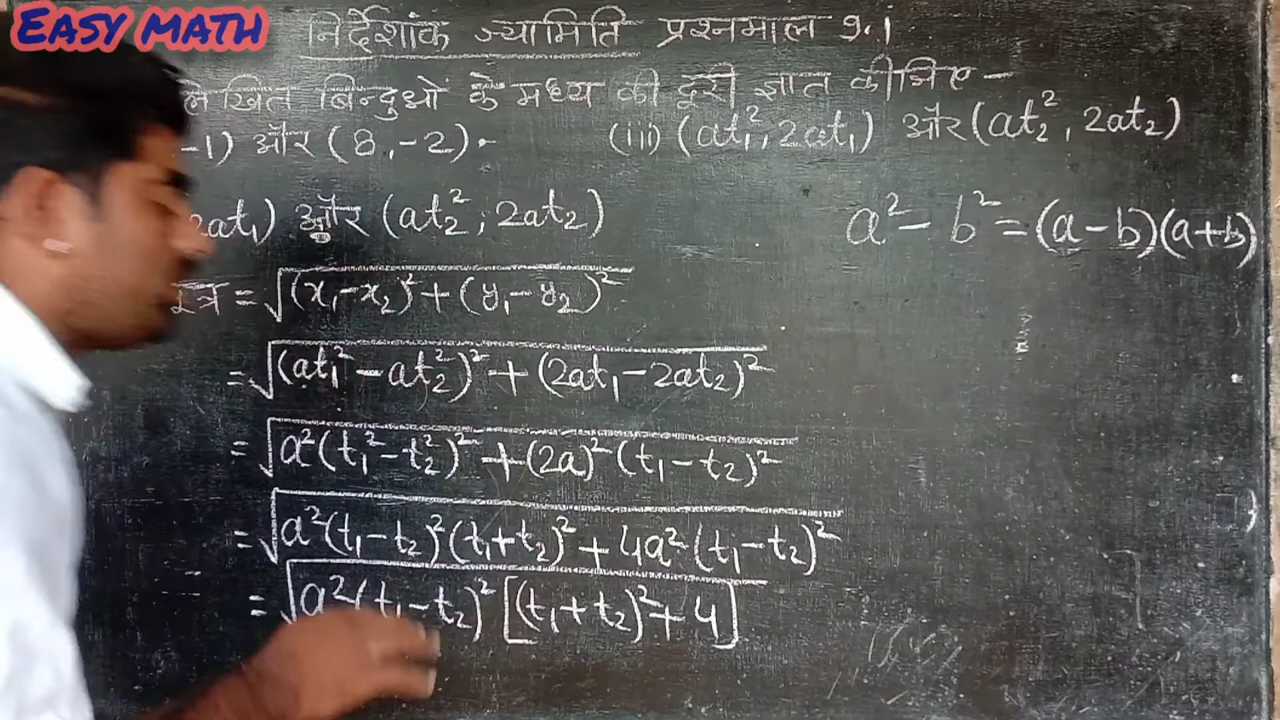 EASY MATH
निर्देशांक ज्यामिति प्रश्नमाल 9.1
लेखित बिन्दुओं के मध्य की दूरी ज्ञात कीजिए -
-1) और (8,-2). (iii) (at₁², 2at₁) और (at₂², 2at₂)
2at₁) और (at₂², 2at₂)
a² - b² = (a-b)(a+b)
सूत्र = √(x₁-x₂)² + (y₁-y₂)²
= √(at₁² - at₂²)² + (2at₁ - 2at₂)²
= √a²(t₁² - t₂²)² + (2a)² (t₁ - t₂)²
= √a²(t₁ - t₂)² (t₁ + t₂)² + 4a² (t₁ - t₂)²
= √a²(t₁ - t₂)² [(t₁ + t₂)² + 4]